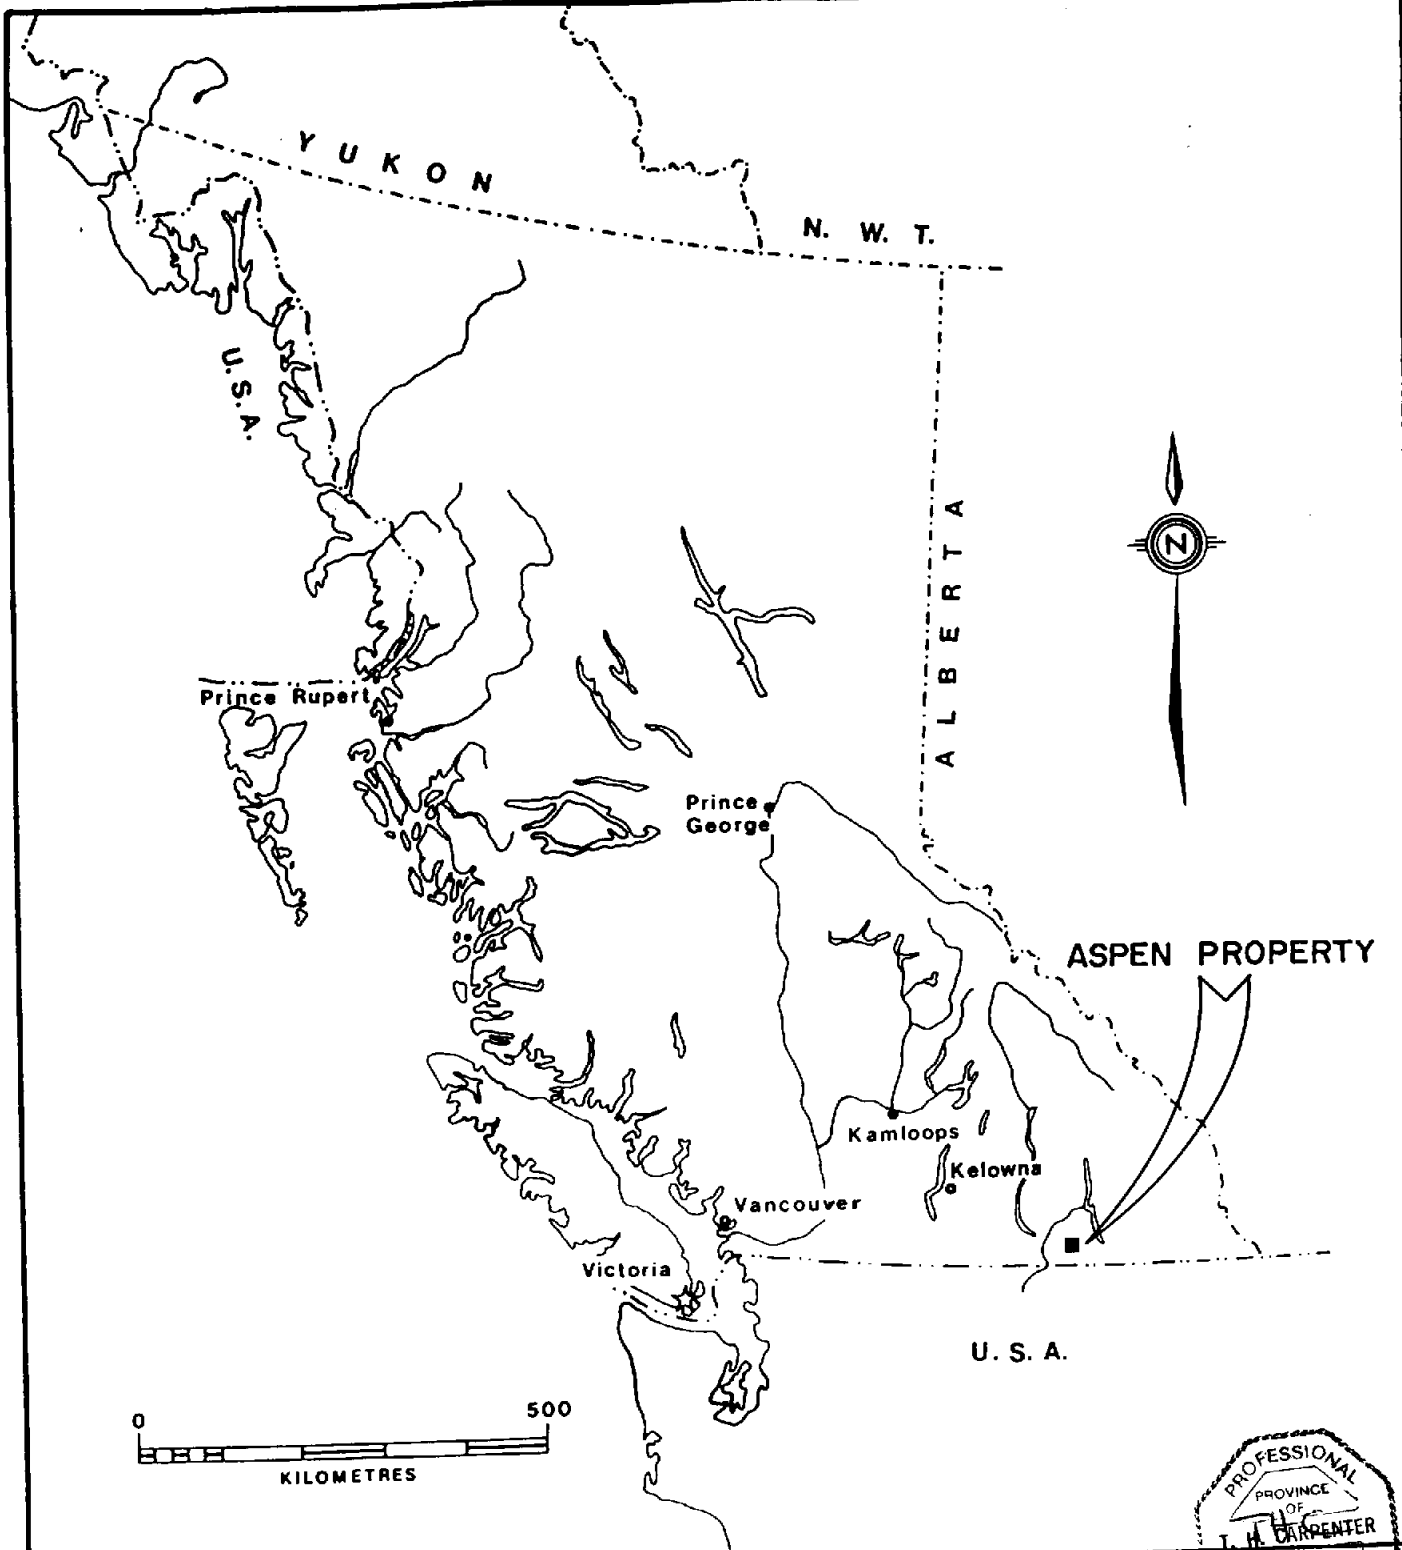 YUKON
N. W. T.
U.S.A.
ALBERTA
N
Prince Rupert
Prince
George
ASPEN PROPERTY
Kamloops
Kelowna
Vancouver
Victoria
U. S. A.
0 500
KILOMETRES
PROFESSIONAL
PROVINCE
OF
T. H. CARPENTER